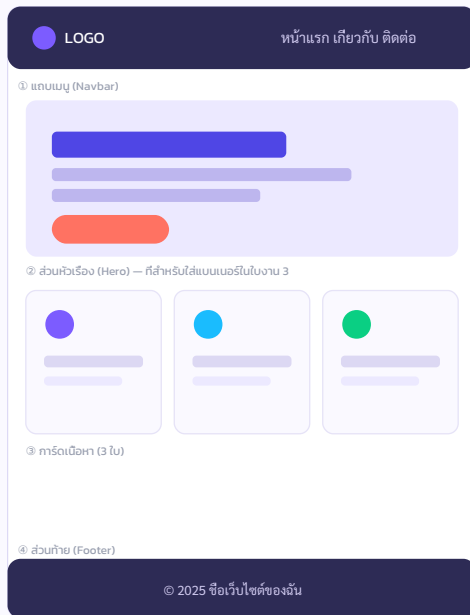 LOGO
หน้าแรก เกี่ยวกับ ติดต่อ
① แถบเมนู (Navbar)
② ส่วนหัวเรื่อง (Hero) — ที่สำหรับใส่แบนเนอร์ในใบงาน 3
③ การ์ดเนื้อหา (3 ใบ)
④ ส่วนท้าย (Footer)
© 2025 ชื่อเว็บไซต์ของฉัน